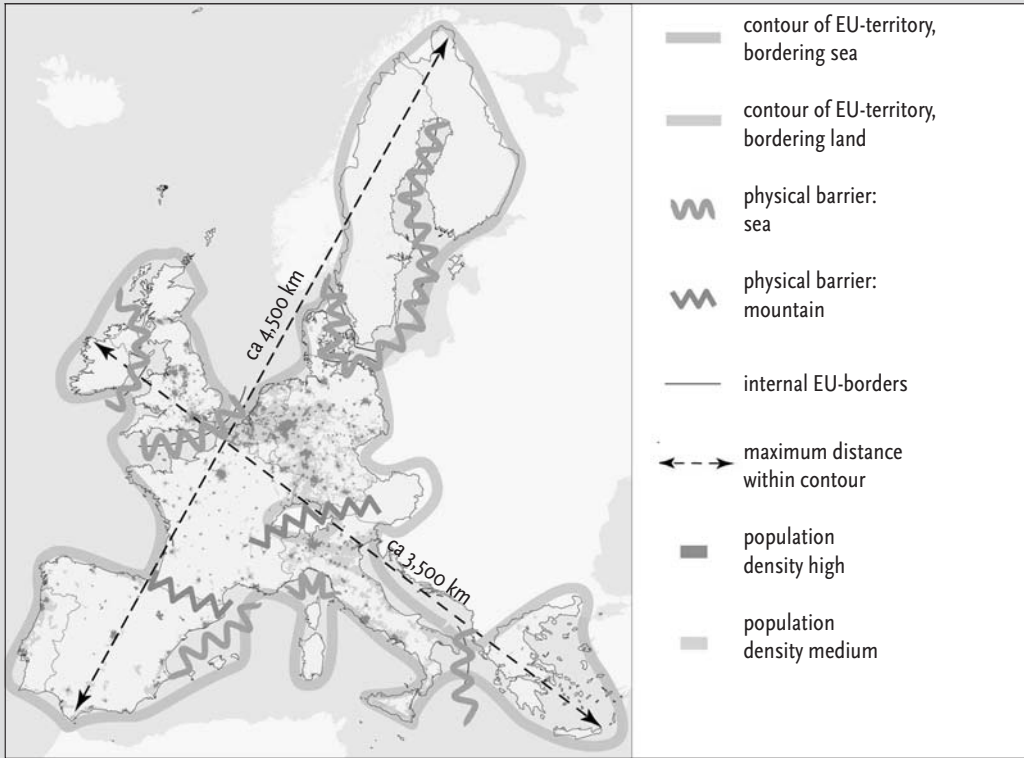 ca 4,500 km
ca 3,500 km
contour of EU-territory,
bordering sea
contour of EU-territory,
bordering land
physical barrier:
sea
physical barrier:
mountain
internal EU-borders
maximum distance
within contour
population
density high
population
density medium